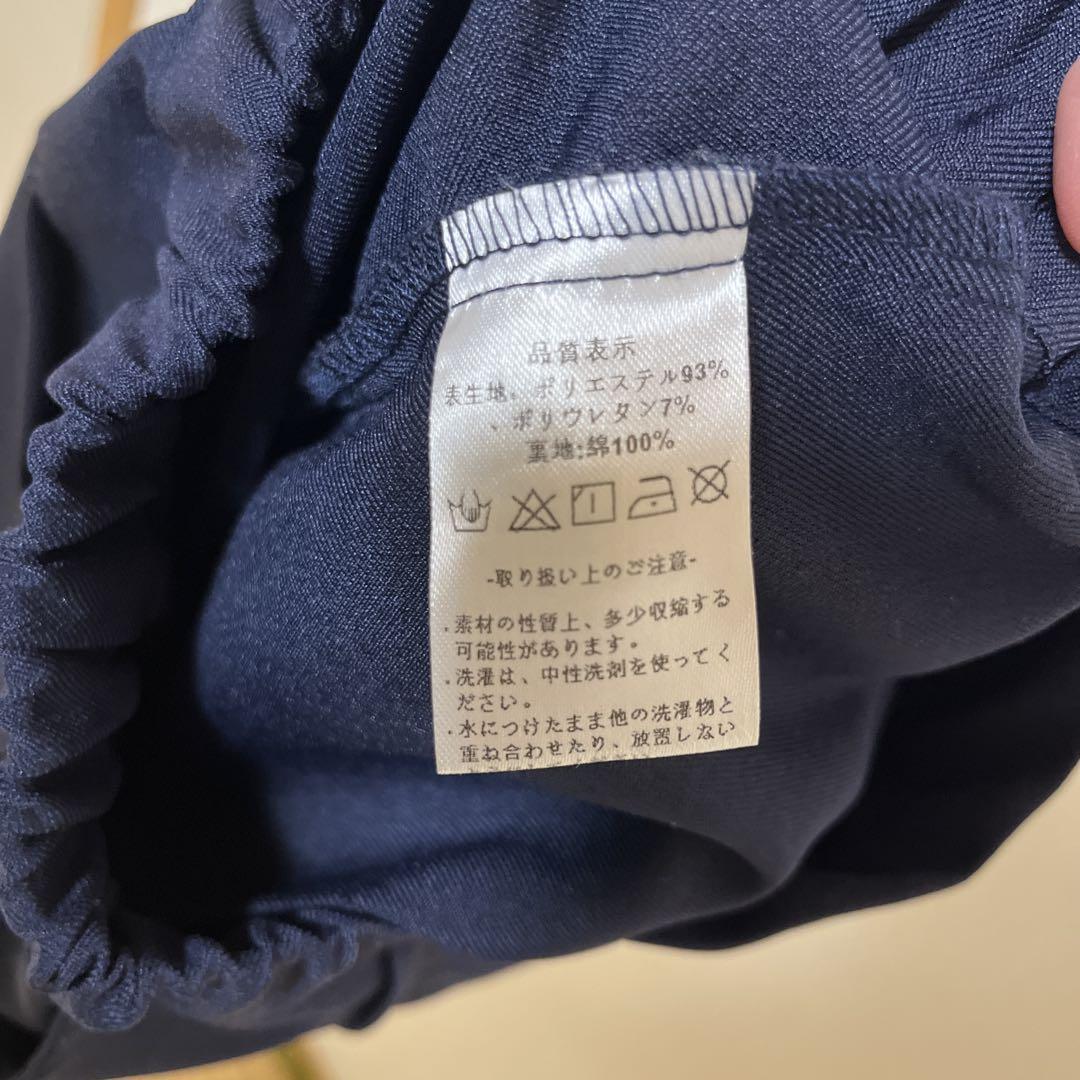 品質表示
表生地:ポリエステル93%
、ポリウレタン7%
裏地:綿100%
-取り扱い上のご注意-
.素材の性質上、多少収縮する
可能性があります。
.洗濯は、中性洗剤を使ってく
ださい。
.水につけたまま他の洗濯物と
重ね合わせたり、放置しない